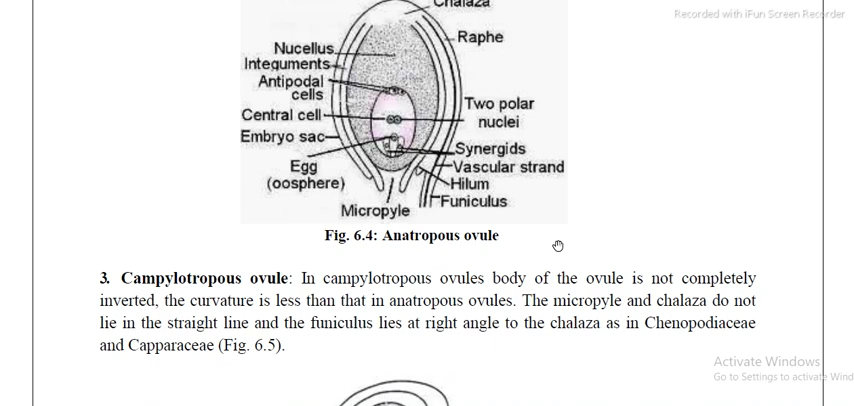 Chalaza
Recorded with iFun Screen Recorder
Raphe
Nucellus
Integuments
Antipodal
cells
Two polar
nuclei
Central cell
Embryo sac
Synergids
Egg
(oosphere)
Vascular strand
Hilum
Funiculus
Micropyle
Fig. 6.4: Anatropous ovule
3. Campylotropous ovule: In campylotropous ovules body of the ovule is not completely
inverted, the curvature is less than that in anatropous ovules. The micropyle and chalaza do not
lie in the straight line and the funiculus lies at right angle to the chalaza as in Chenopodiaceae
and Capparaceae (Fig. 6.5).
Activate Windows
Go to Settings to activate Wind